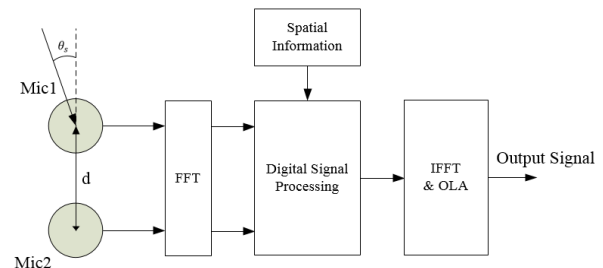 Spatial
Information
θs
Mic1
d
FFT
Digital Signal
Processing
IFFT
& OLA
Output Signal
Mic2